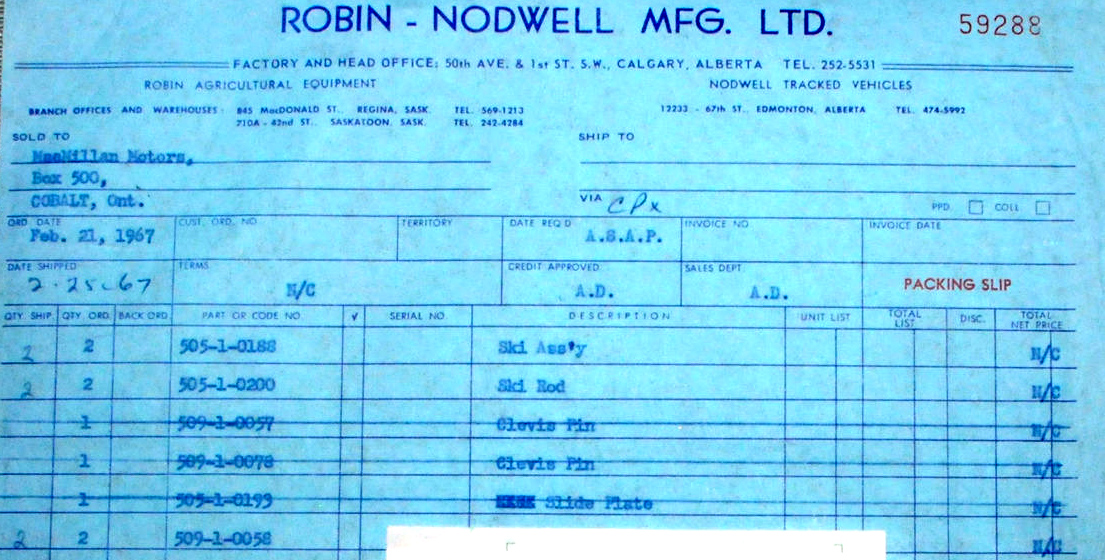 ROBIN - NODWELL MFG. LTD. 59288
FACTORY AND HEAD OFFICE: 50th AVE. & 1st ST. S.W., CALGARY, ALBERTA TEL. 252-5531
ROBIN AGRICULTURAL EQUIPMENT NODWELL TRACKED VEHICLES
BRANCH OFFICES AND WAREHOUSES: 845 MacDONALD ST., REGINA, SASK. TEL. 569-1213 12233 - 67th ST., EDMONTON, ALBERTA TEL. 474-5992
710A - 42nd ST. SASKATOON, SASK. TEL. 242-4284
SOLD TO SHIP TO
MacMillan Motors,
Box 500,
COBALT, Ont. VIA CPX PPD. COLL
ORD. DATE CUST. ORD. NO. TERRITORY DATE REQ'D INVOICE NO. INVOICE DATE
Feb. 21, 1967 A.S.A.P.
DATE SHIPPED TERMS CREDIT APPROVED SALES DEPT.
2.25.67 N/C A.D. A.D. PACKING SLIP
QTY. SHIP. QTY. ORD. BACK ORD. PART OR CODE NO. √ SERIAL NO. DESCRIPTION UNIT LIST TOTAL LIST DISC. TOTAL NET PRICE
2 2 505-1-0188 Ski Ass'y N/C
2 2 505-1-0200 Ski Rod N/C
1 509-1-0057 Clevis Pin N/C
1 509-1-0078 Clevis Pin N/C
1 505-1-0193 Slide Plate N/C
2 2 509-1-0058 N/C